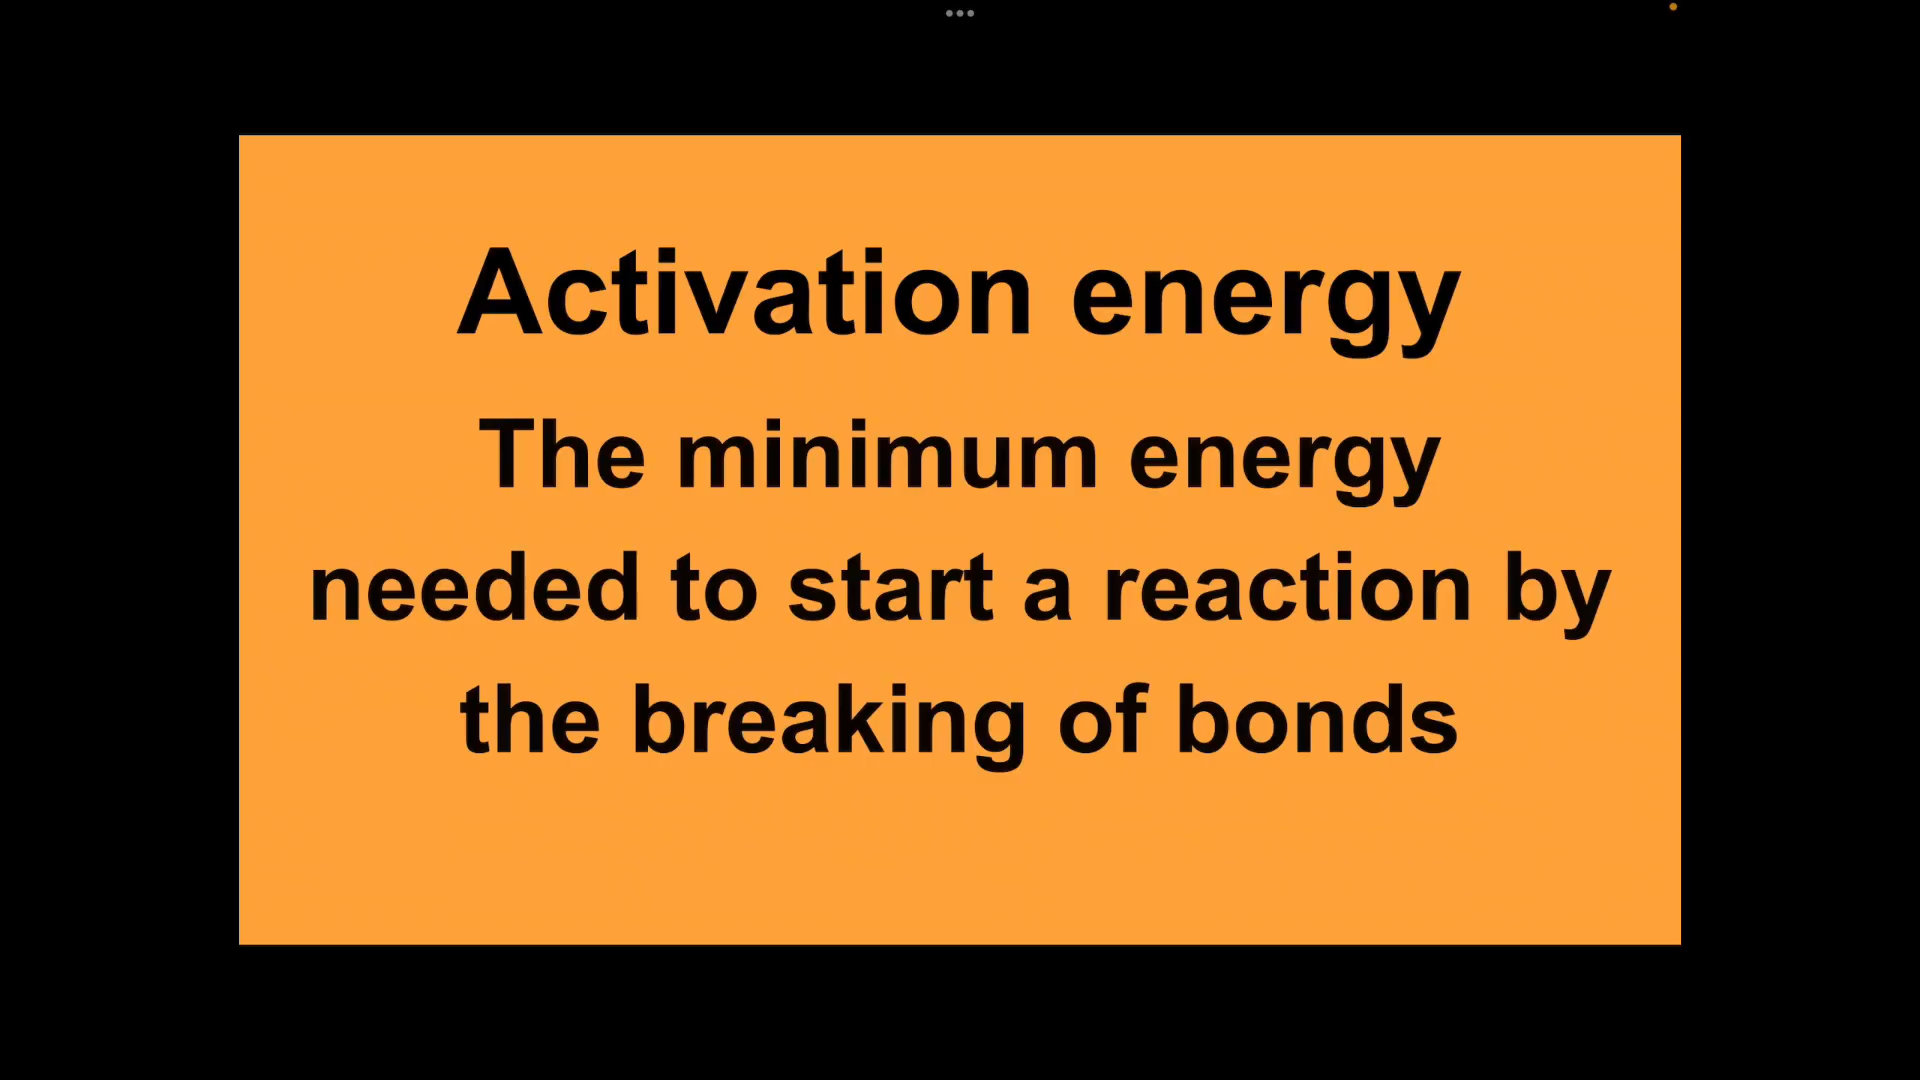 Activation energy
The minimum energy
needed to start a reaction by
the breaking of bonds